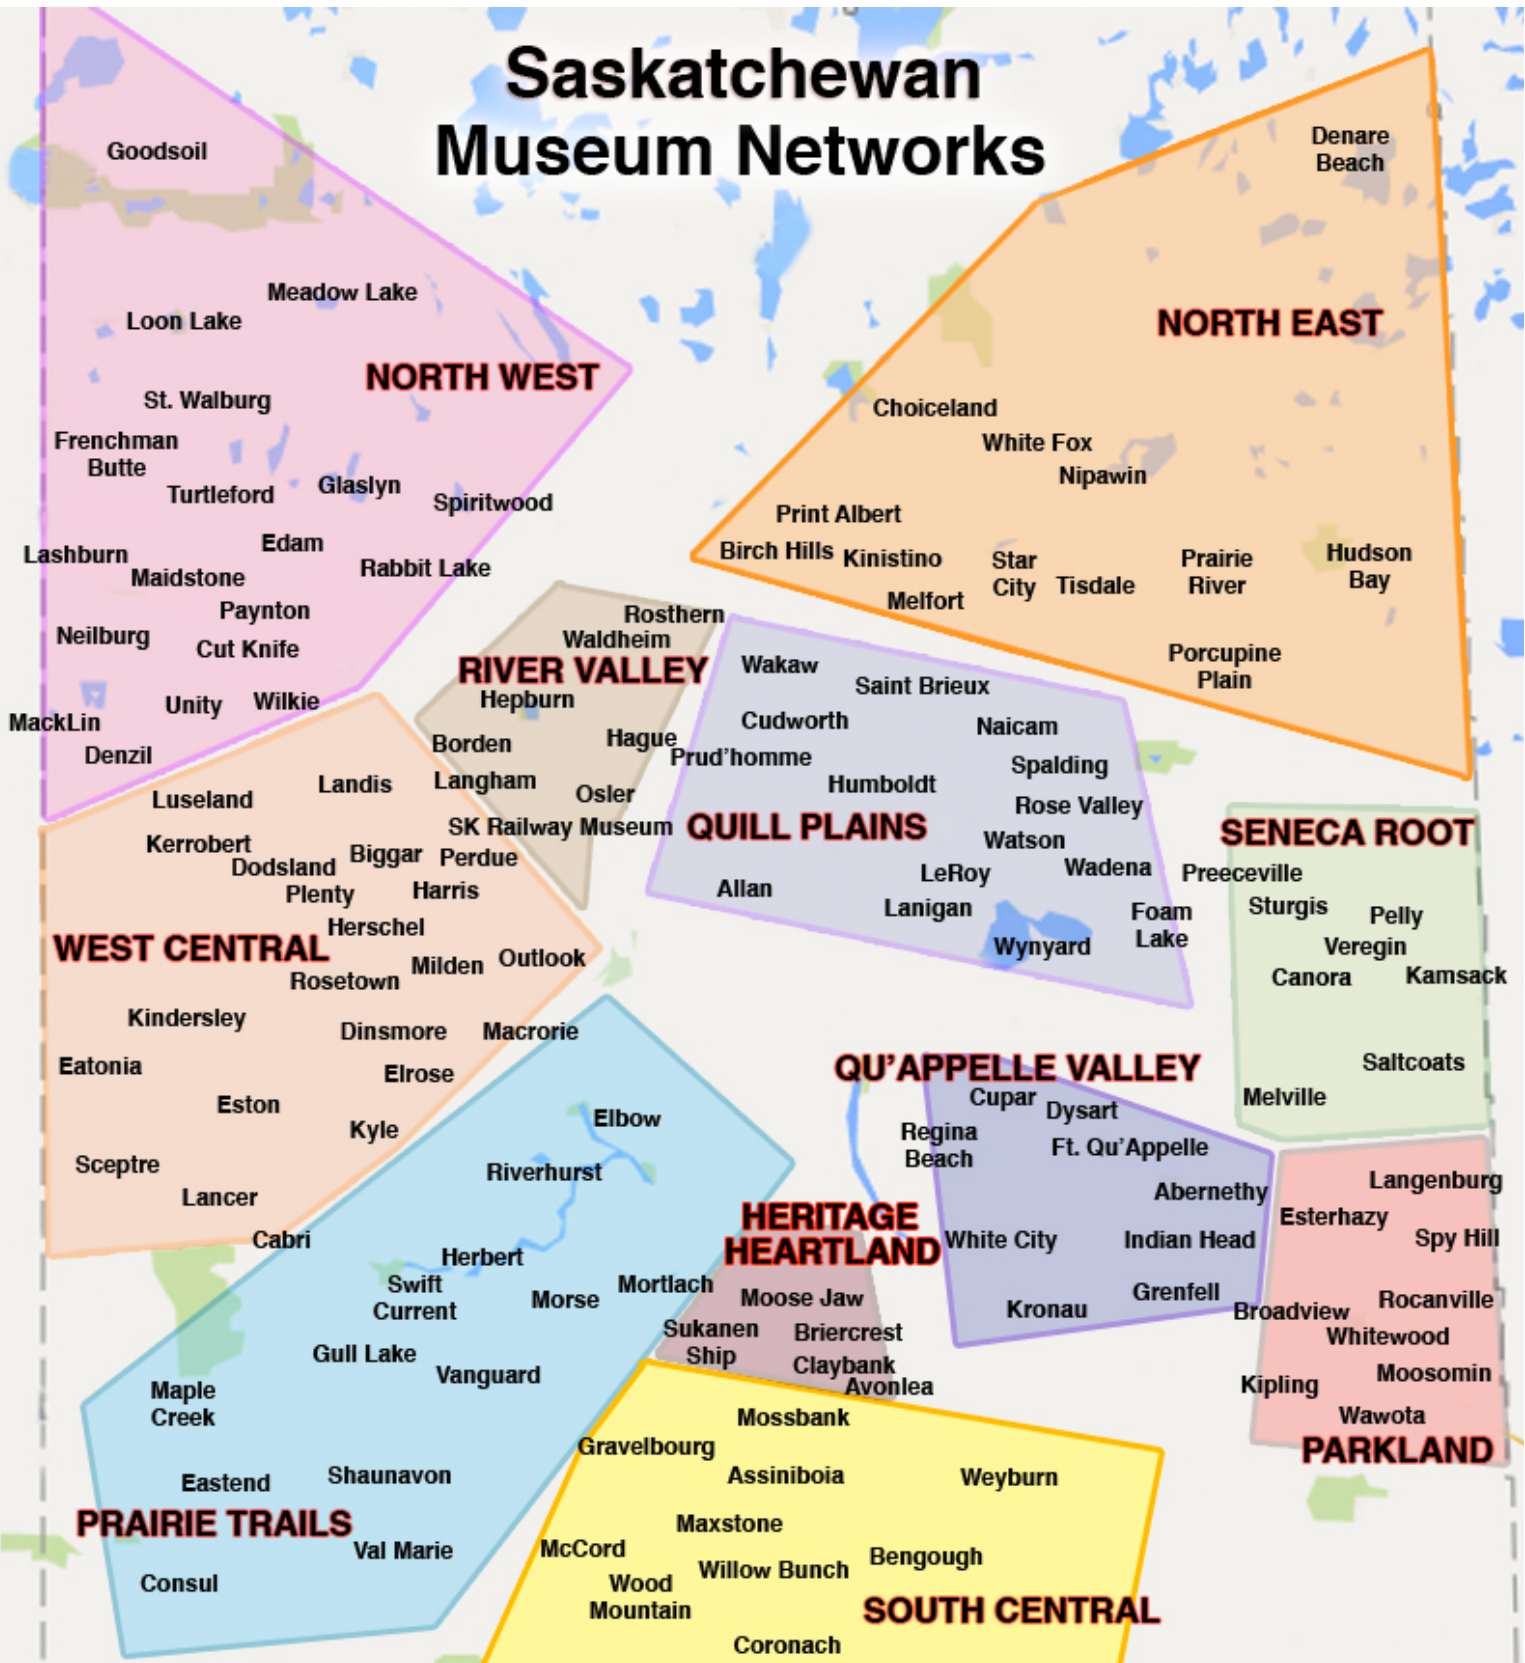 Saskatchewan
Museum Networks
Goodsoil
Meadow Lake
Loon Lake
NORTH WEST
St. Walburg
Frenchman
Butte
Turtleford
Glaslyn
Spiritwood
Edam
Lashburn
Maidstone
Rabbit Lake
Paynton
Neilburg
Cut Knife
Unity
Wilkie
MackLin
Denzil
Denare
Beach
NORTH EAST
Choiceland
White Fox
Nipawin
Print Albert
Birch Hills
Kinistino
Star
City
Tisdale
Prairie
River
Hudson
Bay
Melfort
Porcupine
Plain
Rosthern
Waldheim
RIVER VALLEY
Hepburn
Borden
Hague
Langham
Osler
SK Railway Museum
Wakaw
Saint Brieux
Cudworth
Naicam
Prud’homme
Spalding
Humboldt
Rose Valley
QUILL PLAINS
Watson
LeRoy
Wadena
Allan
Lanigan
Foam
Lake
Wynyard
SENECA ROOT
Preeceville
Sturgis
Pelly
Veregin
Canora
Kamsack
Saltcoats
Melville
Landis
Luseland
Kerrobert
Dodsland
Biggar
Perdue
Plenty
Harris
Herschel
WEST CENTRAL
Milden
Outlook
Rosetown
Kindersley
Dinsmore
Macrorie
Eatonia
Elrose
Eston
Kyle
Sceptre
Lancer
Cabri
Elbow
Riverhurst
Herbert
Swift
Current
Morse
Mortlach
Gull Lake
Vanguard
Maple
Creek
Eastend
Shaunavon
PRAIRIE TRAILS
Val Marie
Consul
QU’APPELLE VALLEY
Cupar
Dysart
Regina
Beach
Ft. Qu’Appelle
Abernethy
White City
Indian Head
Grenfell
Kronau
HERITAGE
HEARTLAND
Moose Jaw
Sukanen
Ship
Briercrest
Claybank
Avonlea
Langenburg
Esterhazy
Spy Hill
Broadview
Rocanville
Whitewood
Moosomin
Kipling
Wawota
PARKLAND
Mossbank
Gravelbourg
Assiniboia
Weyburn
Maxstone
McCord
Willow Bunch
Bengough
Wood
Mountain
SOUTH CENTRAL
Coronach